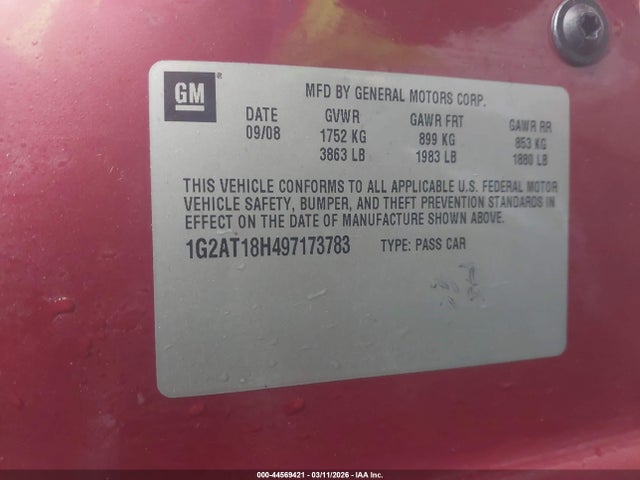 GM ®
MFD BY GENERAL MOTORS CORP.
DATE GVWR GAWR FRT GAWR RR
09/08 1752 KG 899 KG 853 KG
3863 LB 1983 LB 1880 LB
THIS VEHICLE CONFORMS TO ALL APPLICABLE U.S. FEDERAL MOTOR
VEHICLE SAFETY, BUMPER, AND THEFT PREVENTION STANDARDS IN
EFFECT ON THE DATE OF MANUFACTURE SHOWN ABOVE.
1G2AT18H497173783 TYPE: PASS CAR
000-44569421 - 03/11/2026 - IAA Inc.